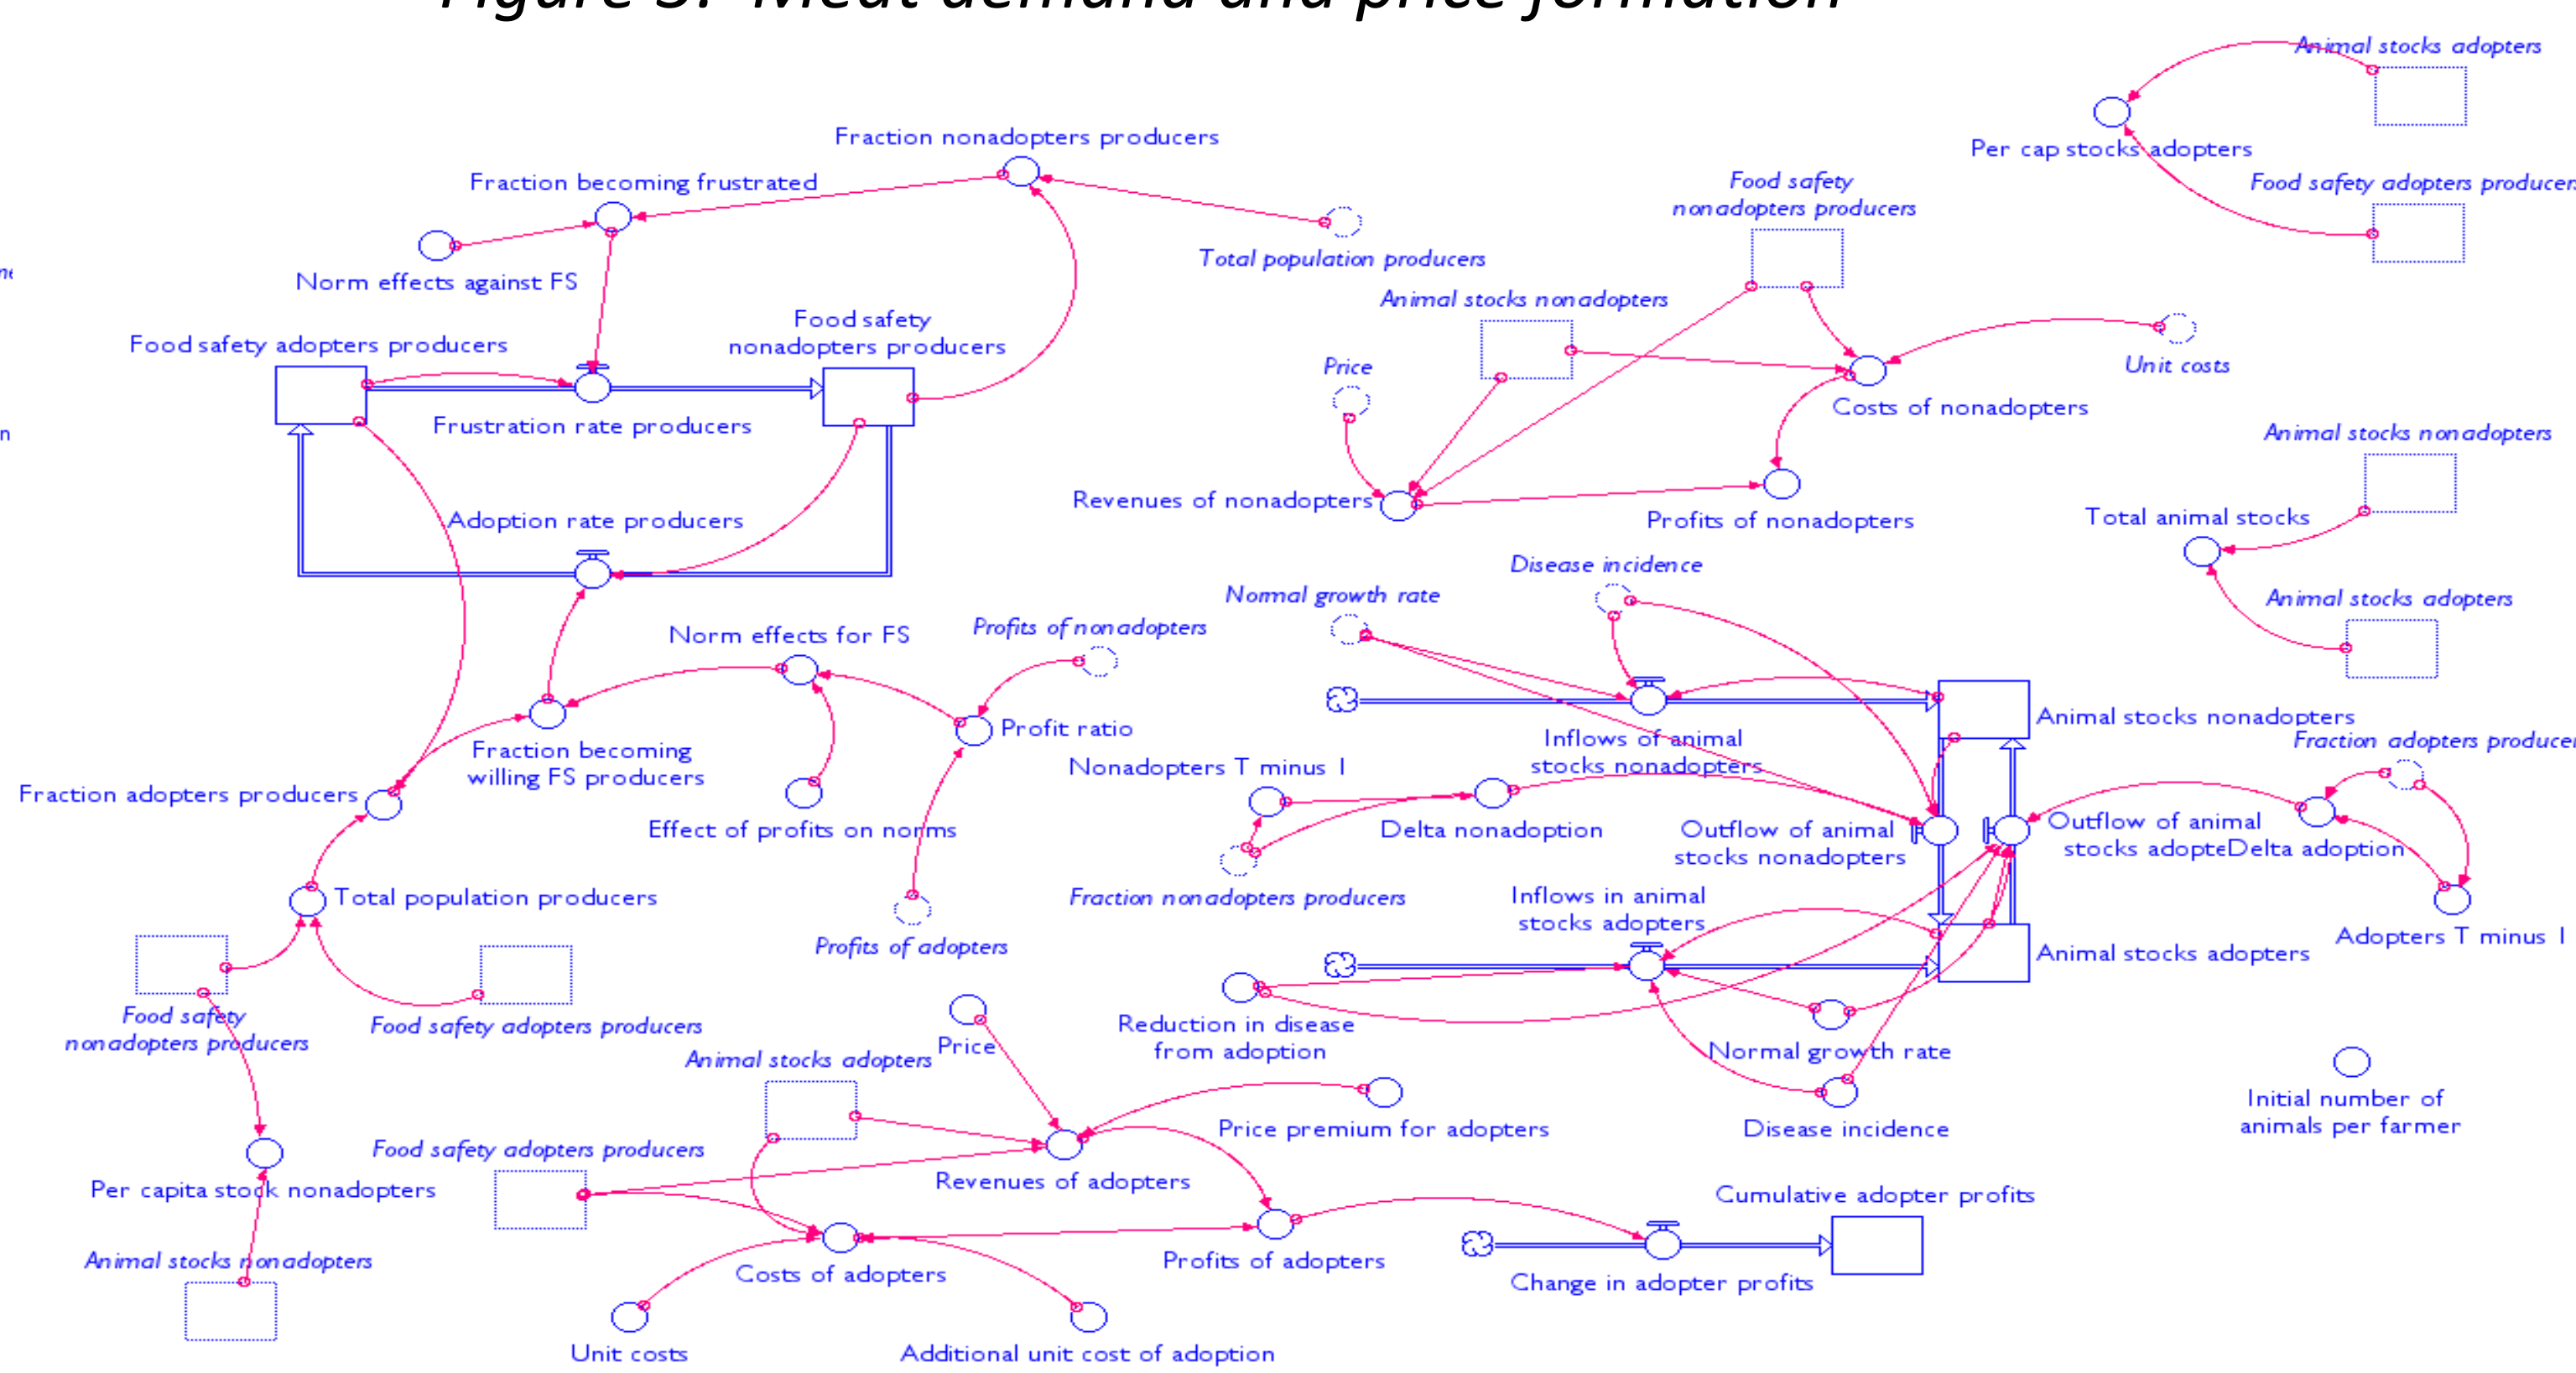 Figure 3. Meat demand and price formation
Animal stocks adopters
Fraction nonadopters producers
Per cap stocks adopters
Fraction becoming frustrated
Food safety
nonadopters producers
Food safety adopters producers
Total population producers
Norm effects against FS
Animal stocks nonadopters
Food safety
nonadopters producers
Food safety adopters producers
Price
Unit costs
Costs of nonadopters
Frustration rate producers
Animal stocks nonadopters
Revenues of nonadopters
Adoption rate producers
Profits of nonadopters
Total animal stocks
Disease incidence
Normal growth rate
Animal stocks adopters
Norm effects for FS
Profits of nonadopters
Animal stocks nonadopters
Profit ratio
Inflows of animal
stocks nonadopters
Fraction adopters producer
Fraction becoming
willing FS producers
Nonadopters T minus 1
Fraction adopters producers
Effect of profits on norms
Delta nonadoption
Outflow of animal
stocks nonadopters
Outflow of animal
stocks adopte
Delta adoption
Total population producers
Fraction nonadopters producers
Inflows in animal
stocks adopters
Profits of adopters
Animal stocks adopters
Adopters T minus 1
Food safety
nonadopters producers
Food safety adopters producers
Price
Reduction in disease
from adoption
Normal growth rate
Animal stocks adopters
Price premium for adopters
Disease incidence
Initial number of
animals per farmer
Food safety adopters producers
Per capita stock nonadopters
Revenues of adopters
Cumulative adopter profits
Animal stocks nonadopters
Costs of adopters
Profits of adopters
Change in adopter profits
Unit costs
Additional unit cost of adoption